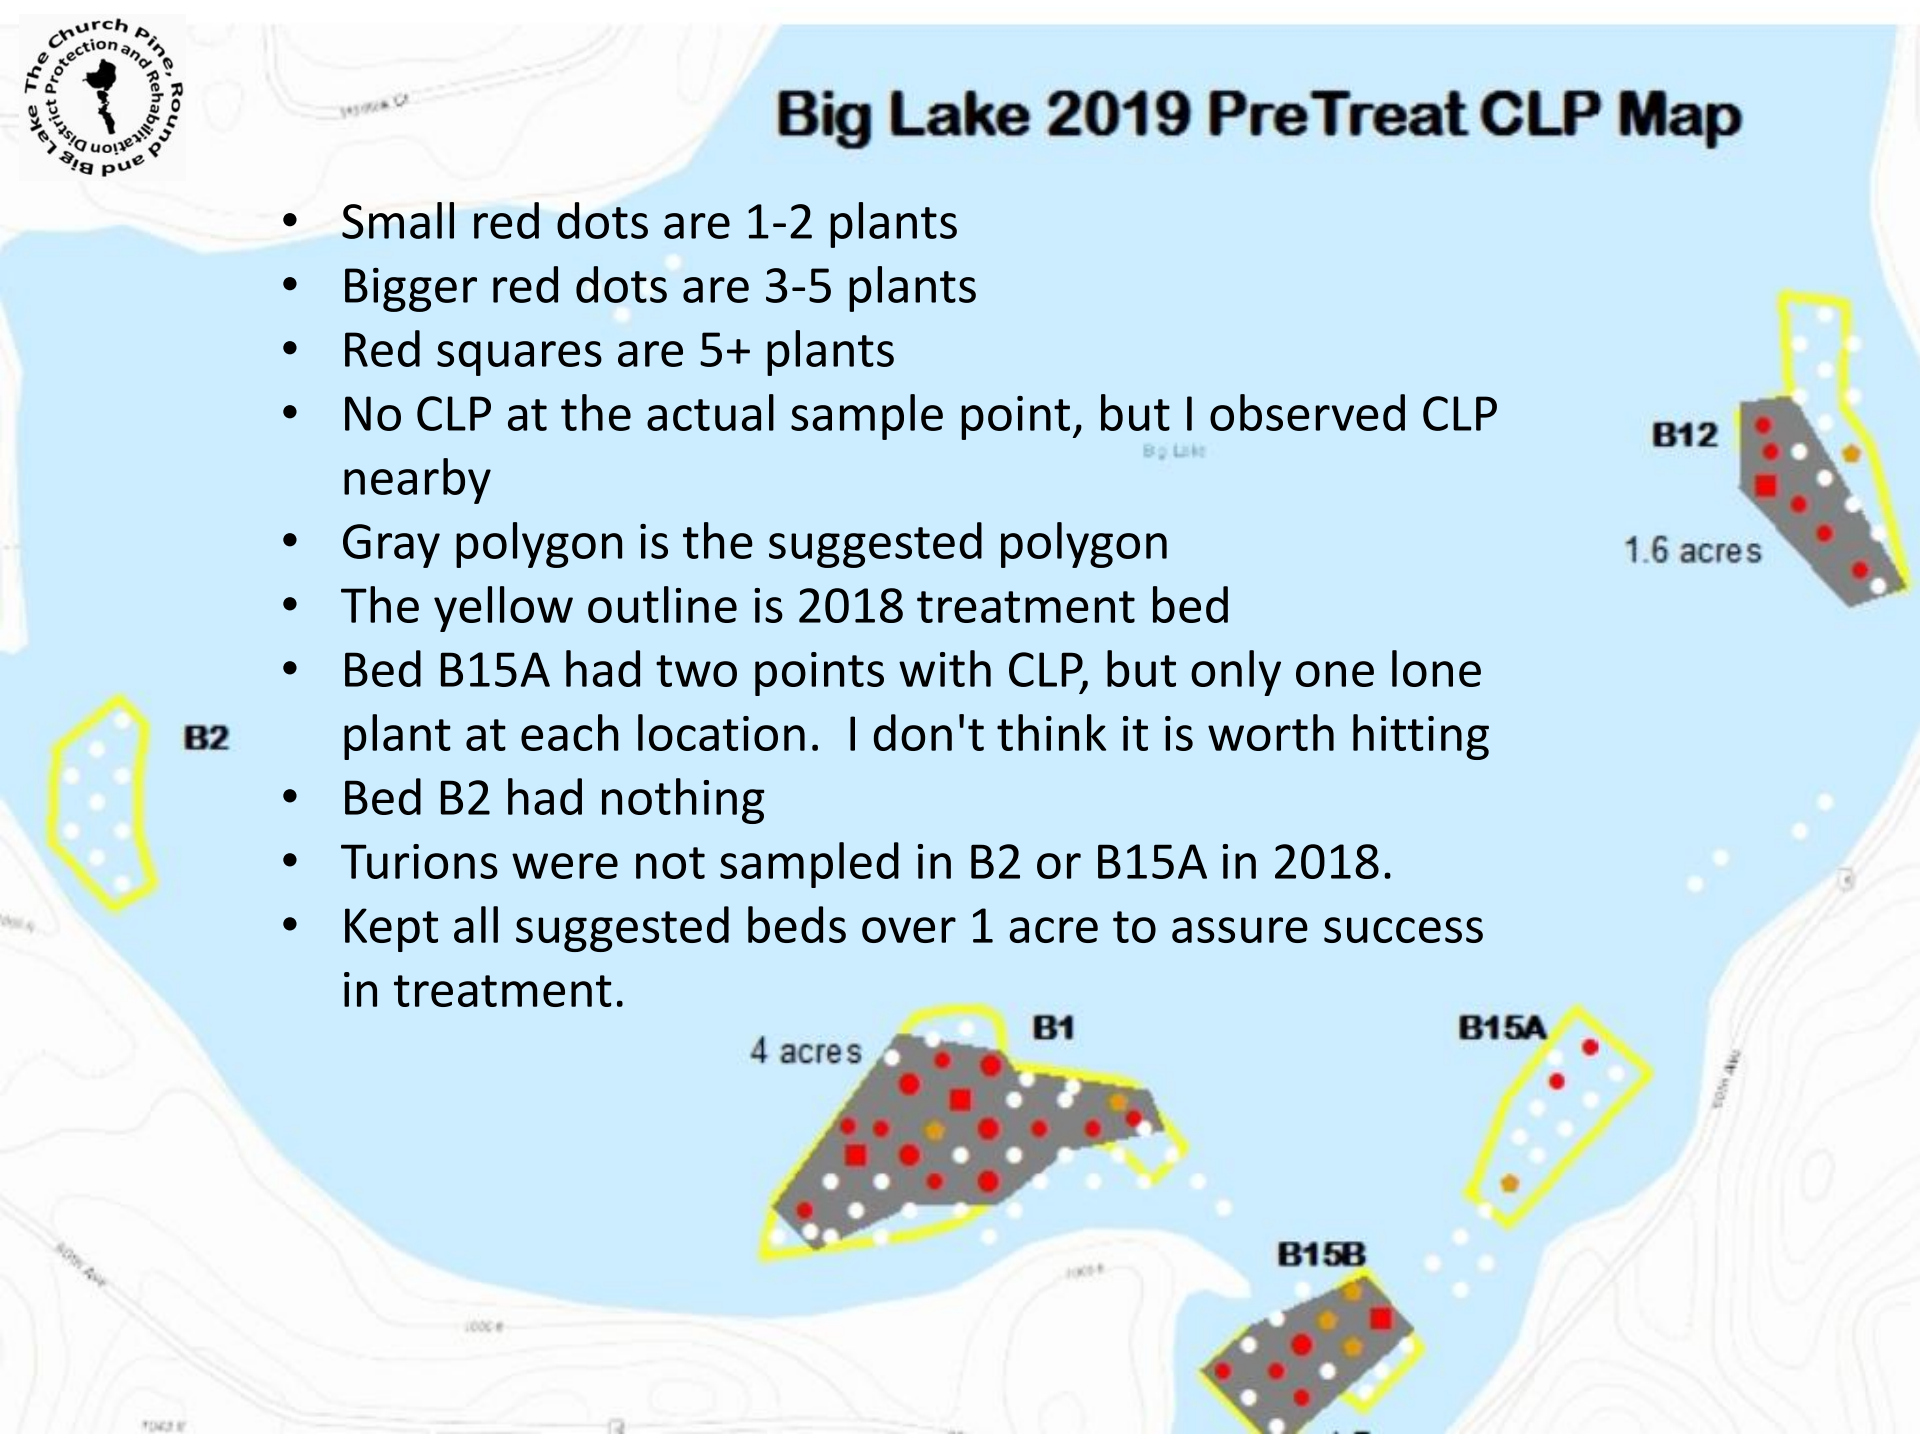 The Church Pine, Round and Big Lake
District Protection and Rehabilitation
Big Lake 2019 PreTreat CLP Map
• Small red dots are 1-2 plants
• Bigger red dots are 3-5 plants
• Red squares are 5+ plants
• No CLP at the actual sample point, but I observed CLP
nearby
Big Lake
B12
• Gray polygon is the suggested polygon
1.6 acres
• The yellow outline is 2018 treatment bed
• Bed B15A had two points with CLP, but only one lone
plant at each location.  I don't think it is worth hitting
B2
• Bed B2 had nothing
• Turions were not sampled in B2 or B15A in 2018.
• Kept all suggested beds over 1 acre to assure success
in treatment.
B1
B15A
4 acres
B15B
60th Ave